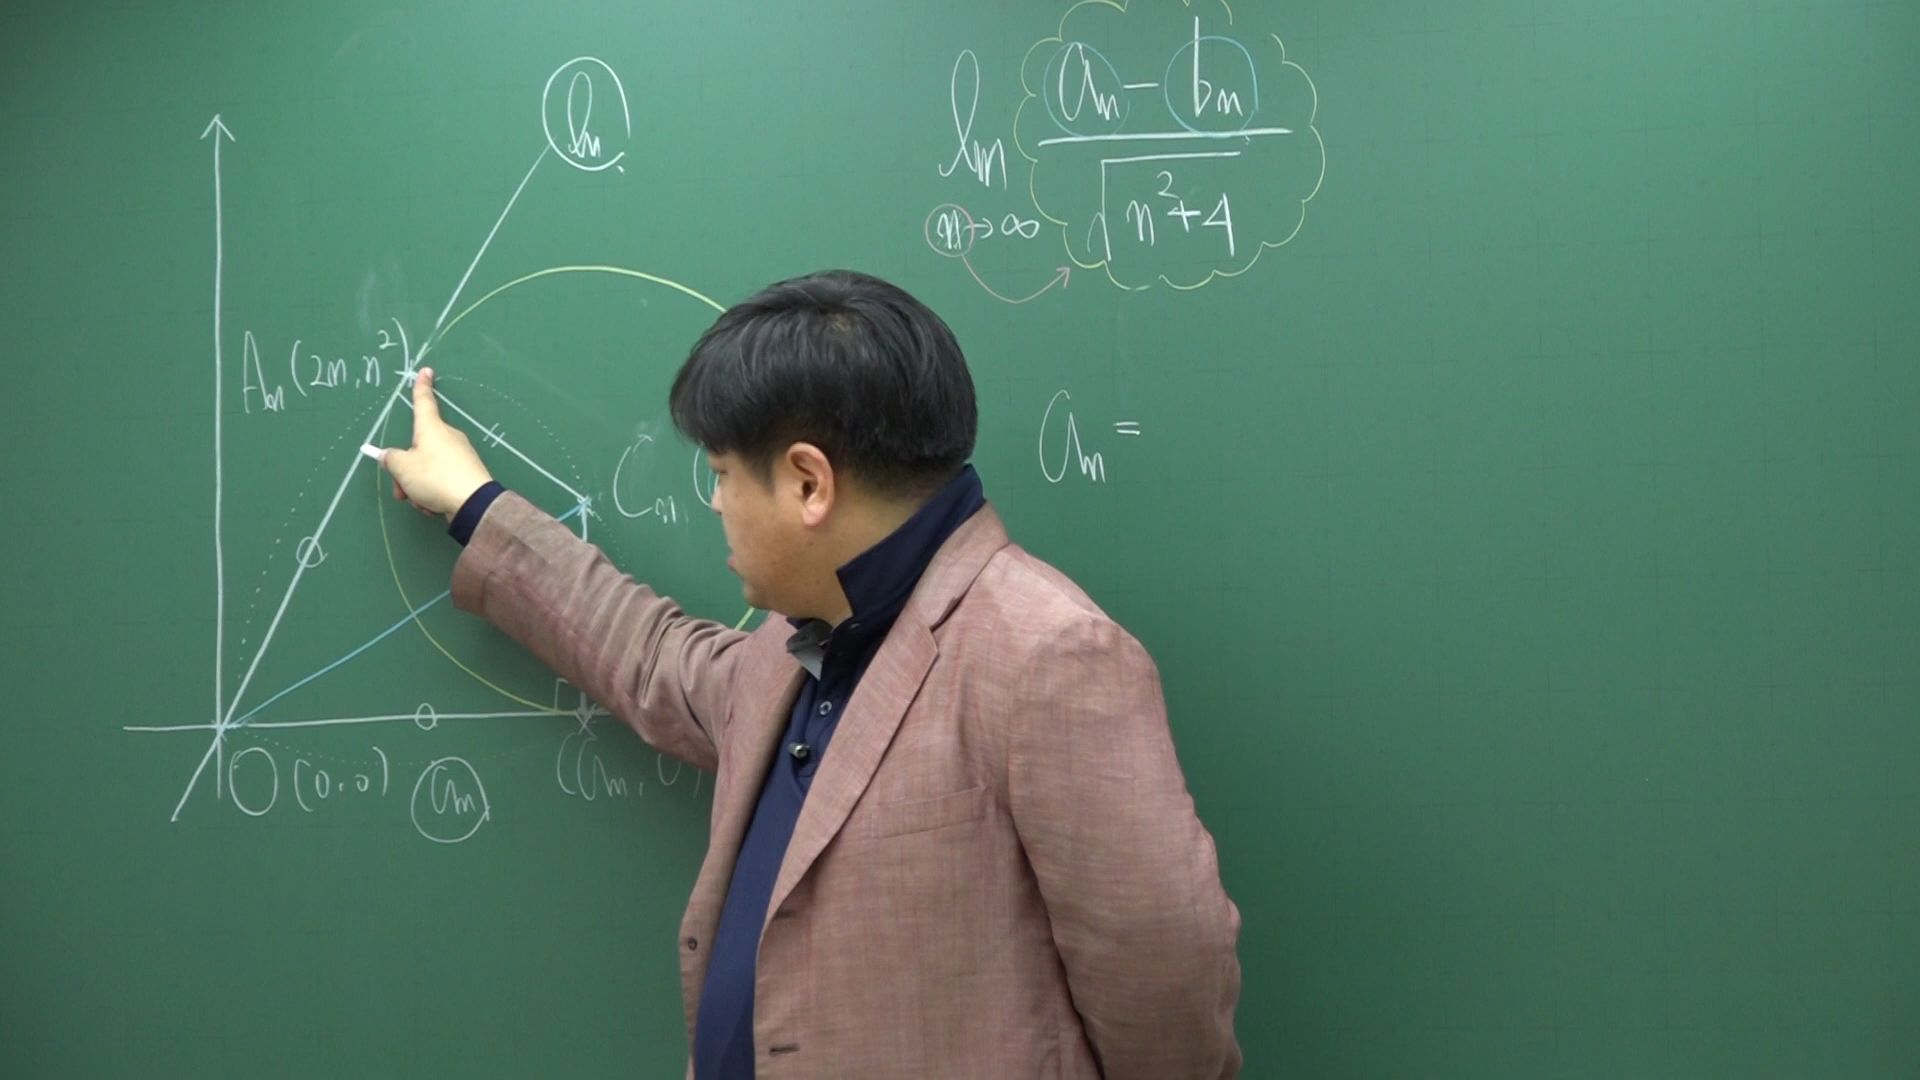 lₙ
lim n→∞ (aₙ - bₙ) / √(n²+4)
Aₙ(2n, n²)
aₙ =
Cₙ
O(0,0)
aₙ
(aₙ, 0)